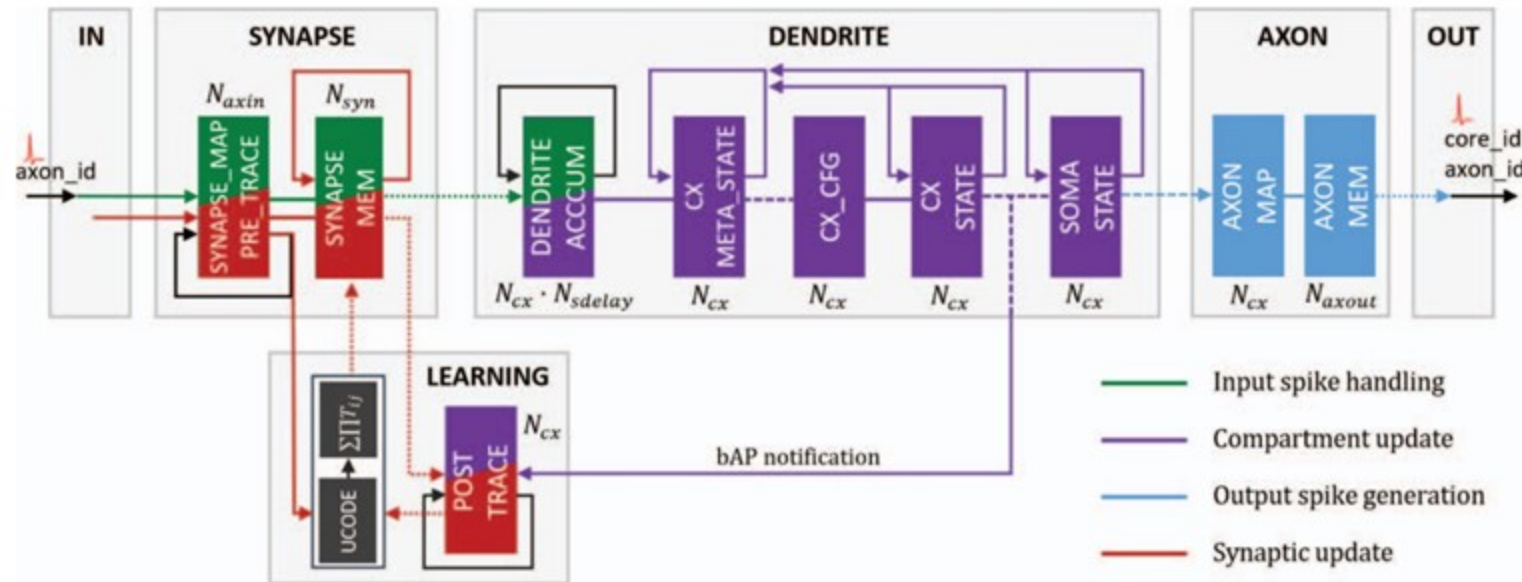 IN
SYNAPSE
DENDRITE
AXON
OUT
N_axin
N_syn
axon_id
SYNAPSE_MAP
PRE_TRACE
SYNAPSE
MEM
DENDRITE
ACCCUM
CX
META_STATE
CX_CFG
CX
STATE
SOMA
STATE
AXON
MAP
AXON
MEM
core_id
axon_id
N_cx · N_sdelay
N_cx
N_cx
N_cx
N_cx
N_cx
N_axout
LEARNING
ΣΠT_ij
UCODE
POST
TRACE
N_cx
bAP notification
Input spike handling
Compartment update
Output spike generation
Synaptic update